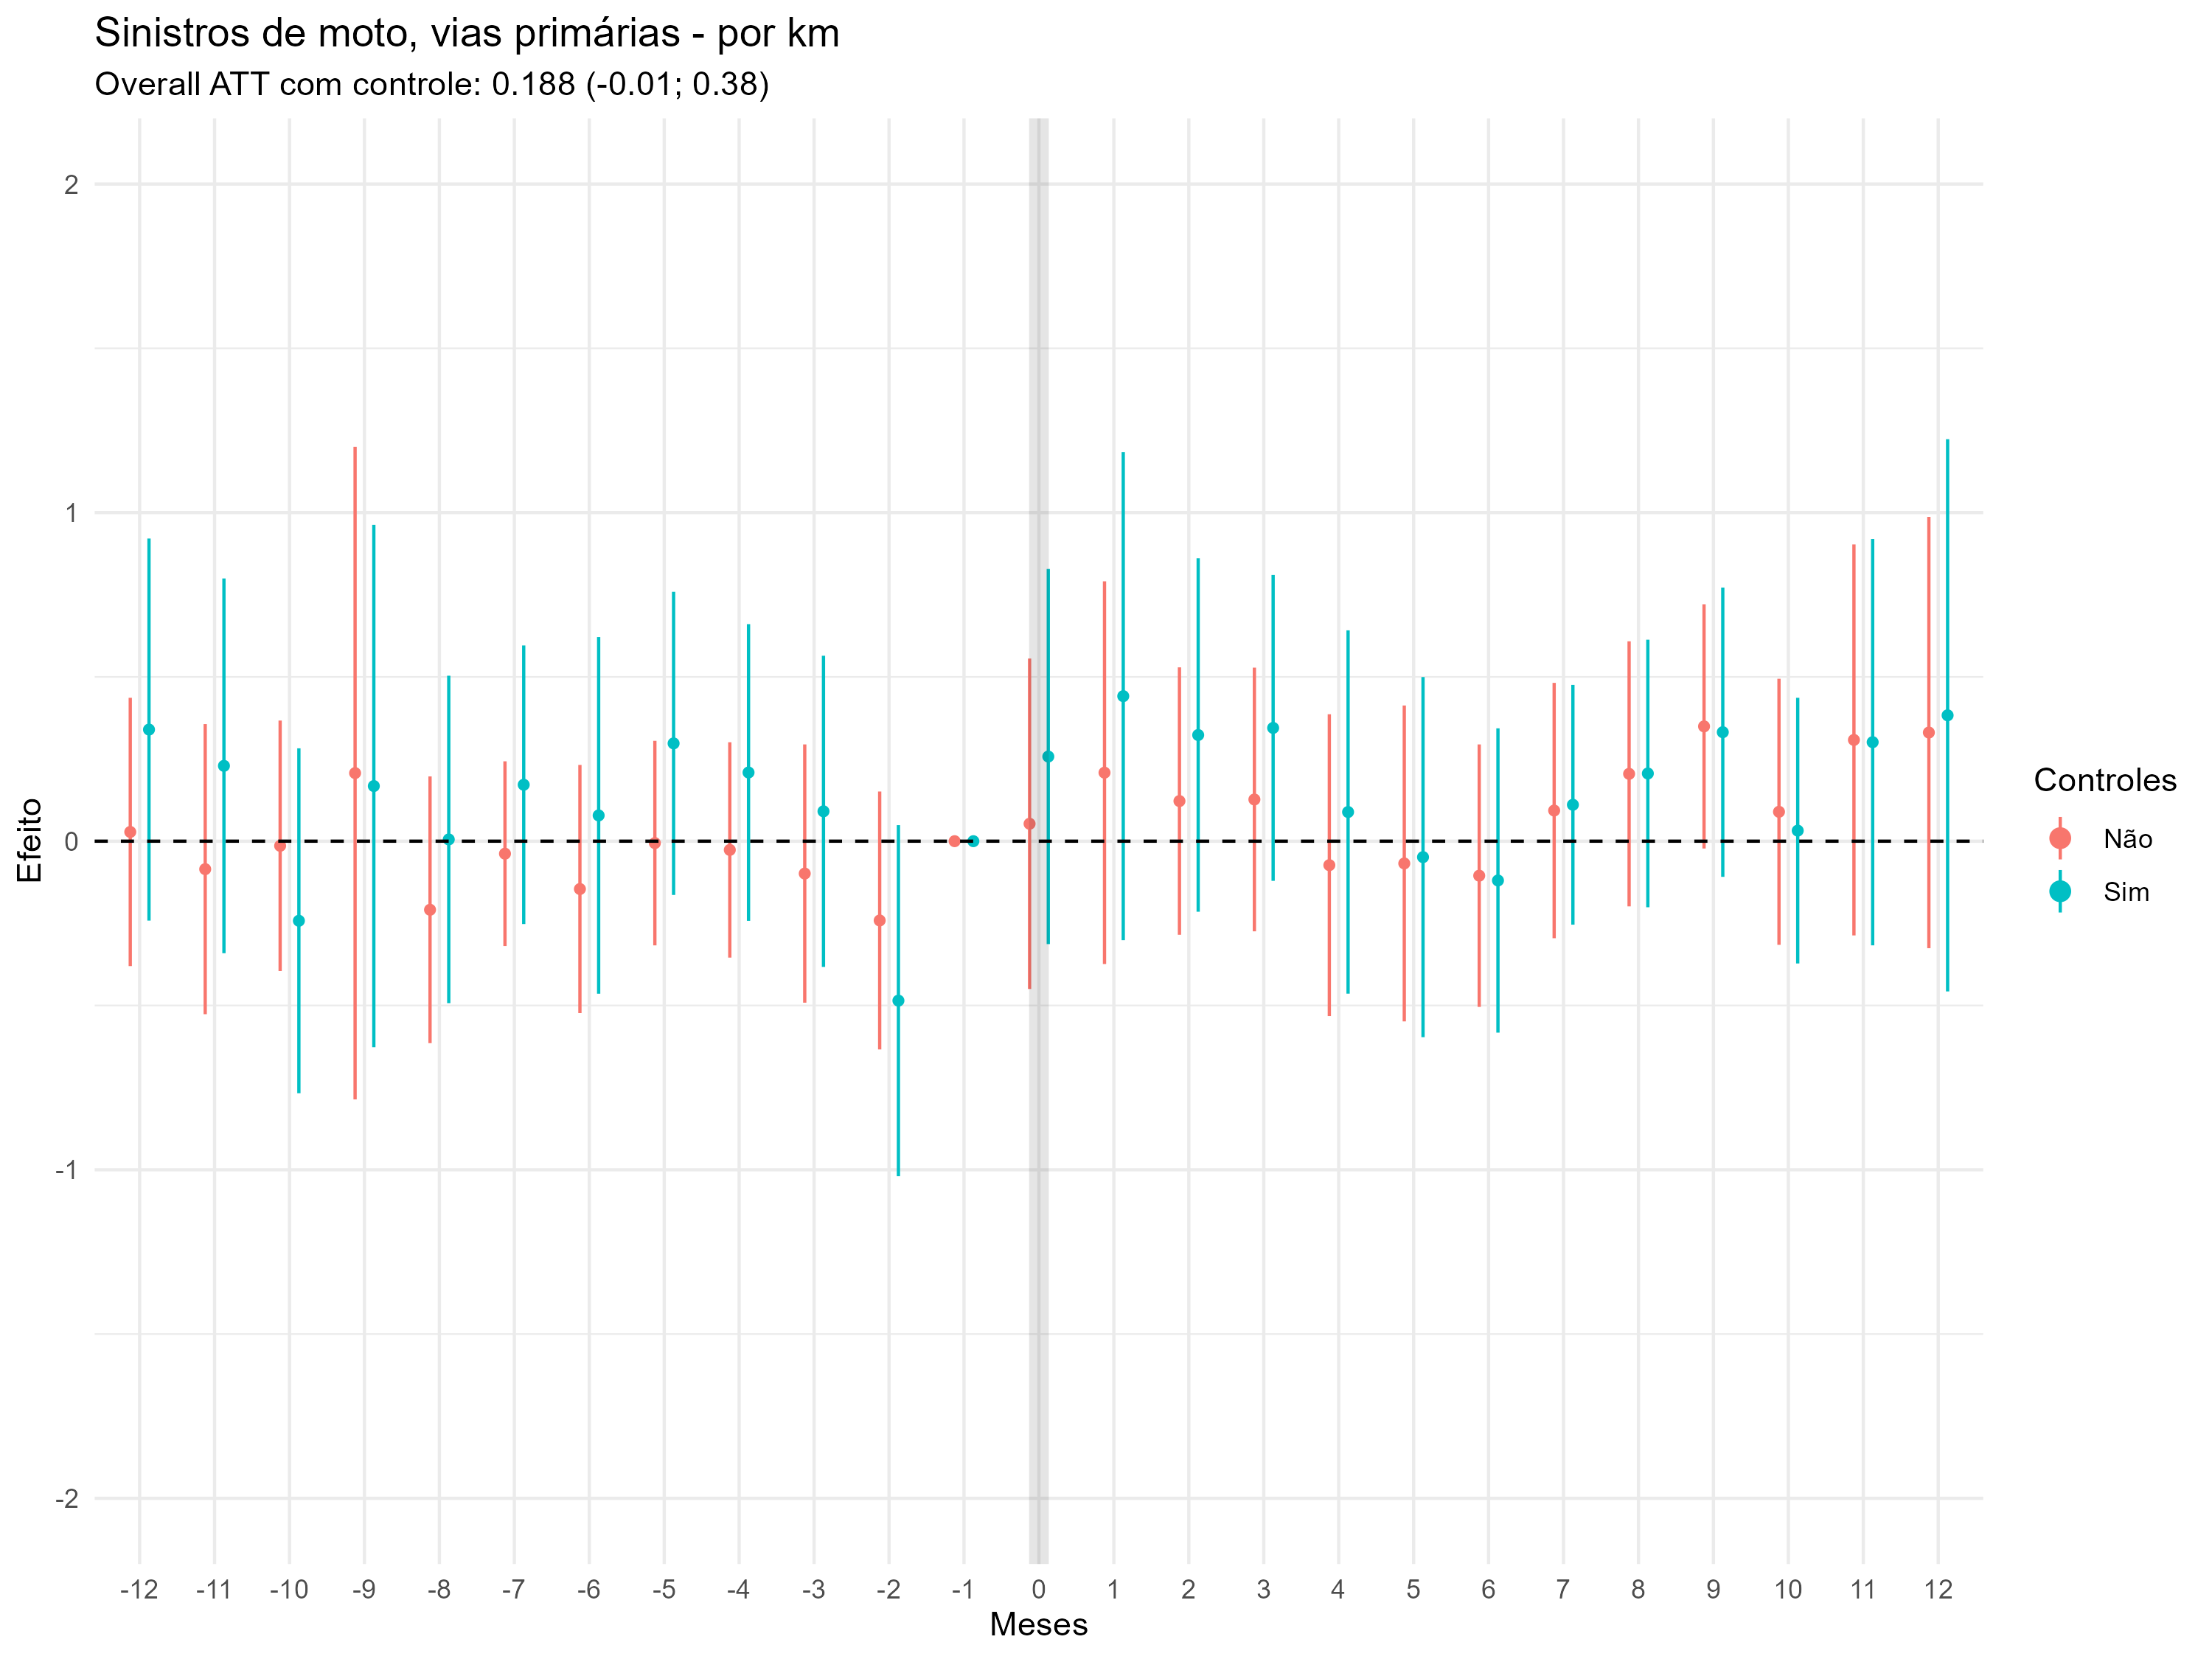 Sinistros de moto, vias primárias - por km
Overall ATT com controle: 0.188 (-0.01; 0.38)
2
1
0
-1
-2
Efeito
-12 -11 -10 -9 -8 -7 -6 -5 -4 -3 -2 -1 0 1 2 3 4 5 6 7 8 9 10 11 12
Meses
Controles
Não
Sim